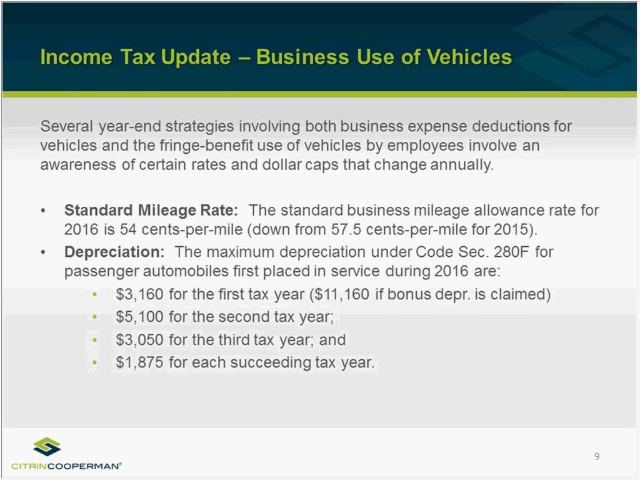 Income Tax Update – Business Use of Vehicles
Several year-end strategies involving both business expense deductions for
vehicles and the fringe-benefit use of vehicles by employees involve an
awareness of certain rates and dollar caps that change annually.
• Standard Mileage Rate: The standard business mileage allowance rate for
2016 is 54 cents-per-mile (down from 57.5 cents-per-mile for 2015).
• Depreciation: The maximum depreciation under Code Sec. 280F for
passenger automobiles first placed in service during 2016 are:
• $3,160 for the first tax year ($11,160 if bonus depr. is claimed)
• $5,100 for the second tax year;
• $3,050 for the third tax year; and
• $1,875 for each succeeding tax year.
CITRINCOOPERMAN®
9